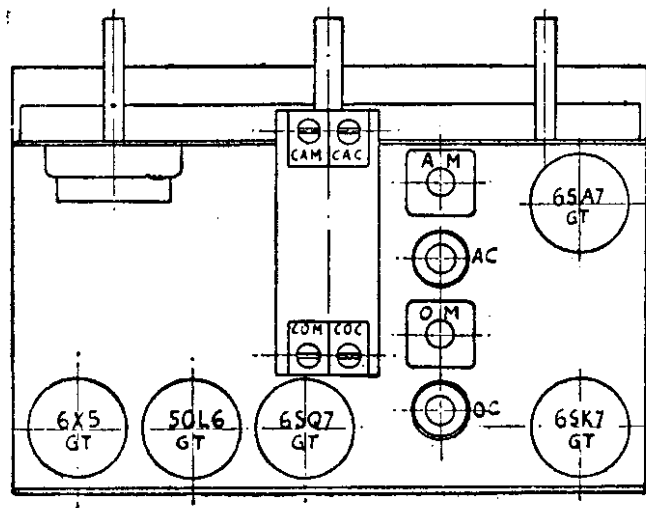 CAM CAC
A M
6SA7
GT
AC
COM COC
O M
6X5
GT
50L6
GT
6SQ7
GT
OC
6SK7
GT